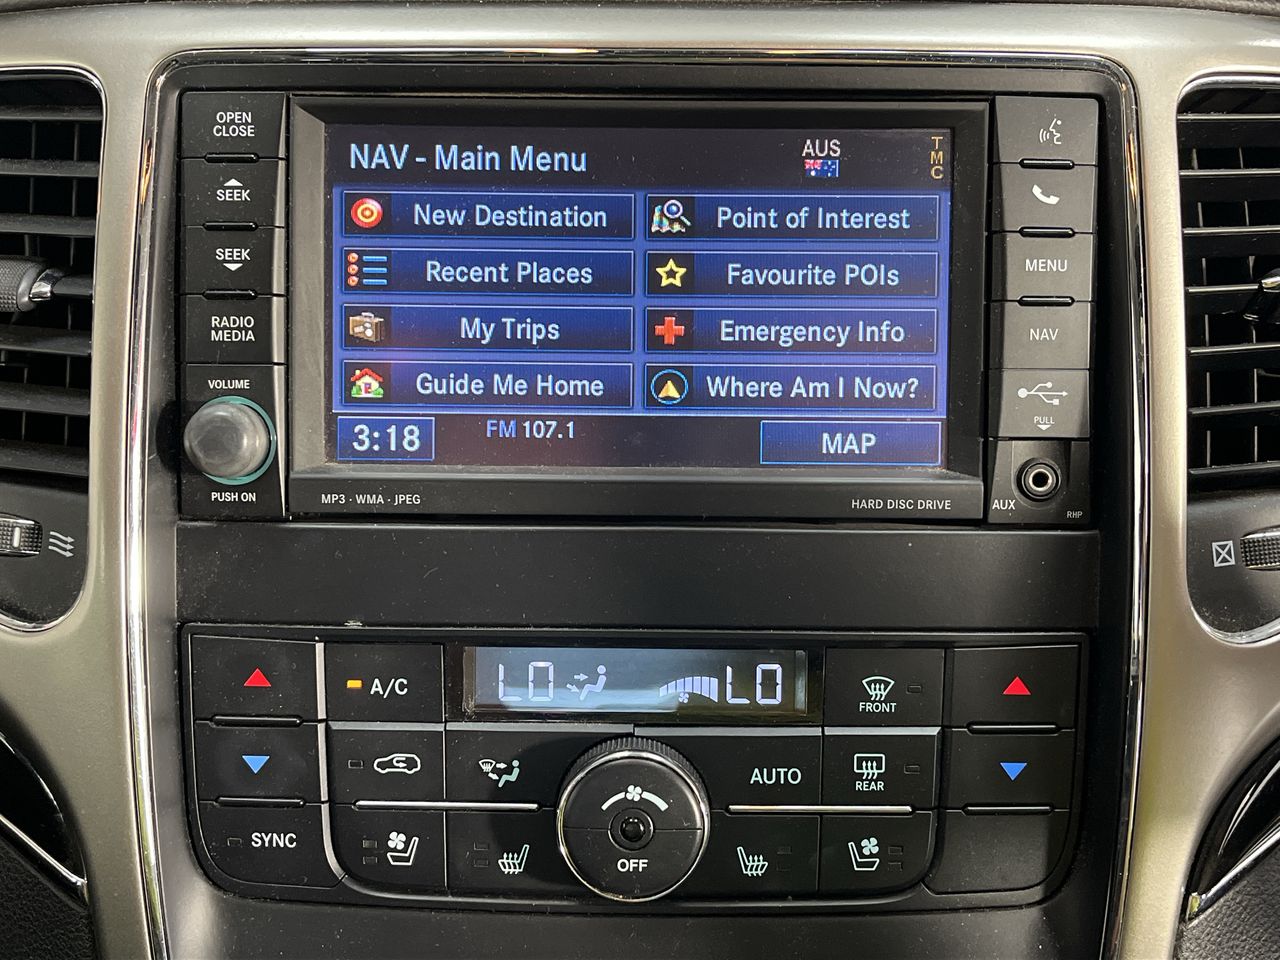 OPEN
CLOSE
SEEK
SEEK
RADIO
MEDIA
VOLUME
PUSH ON
NAV - Main Menu
AUS
TMC
New Destination
Point of Interest
Recent Places
Favourite POIs
My Trips
Emergency Info
Guide Me Home
Where Am I Now?
3:18
FM 107.1
MAP
MP3 · WMA · JPEG
HARD DISC DRIVE
MENU
NAV
PULL
AUX
RHP
A/C
LO
LO
FRONT
AUTO
REAR
SYNC
OFF